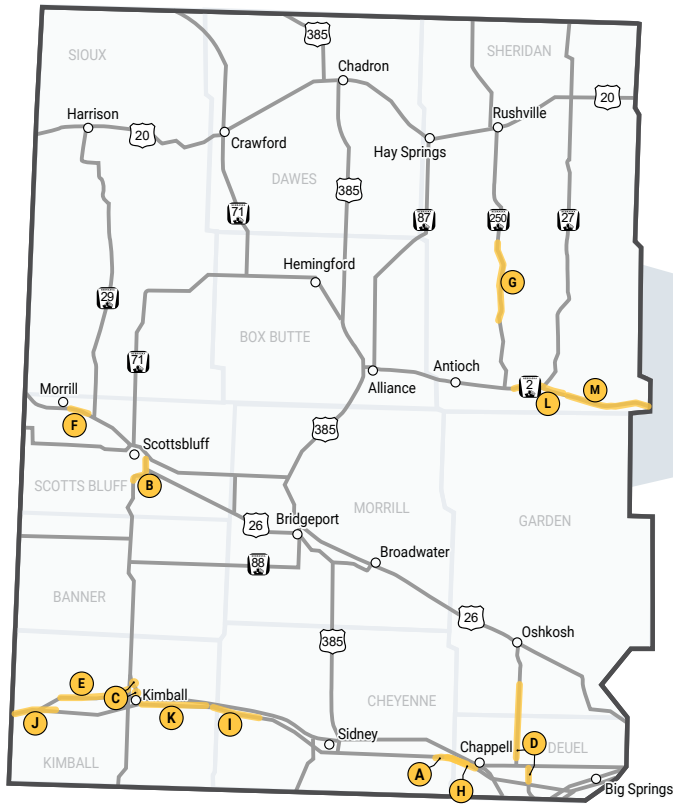 385
SIOUX
SHERIDAN
Chadron
20
Harrison
20
Crawford
Rushville
Hay Springs
DAWES
385
71
87
250
27
Hemingford
G
29
BOX BUTTE
71
Antioch
Alliance
2
M
L
Morrill
F
385
Scottsbluff
B
SCOTTS BLUFF
MORRILL
GARDEN
26
Bridgeport
88
Broadwater
BANNER
26
Oshkosh
385
E
C
Kimball
CHEYENNE
J
K
I
Sidney
Chappell
D
DEUEL
KIMBALL
A
H
Big Springs